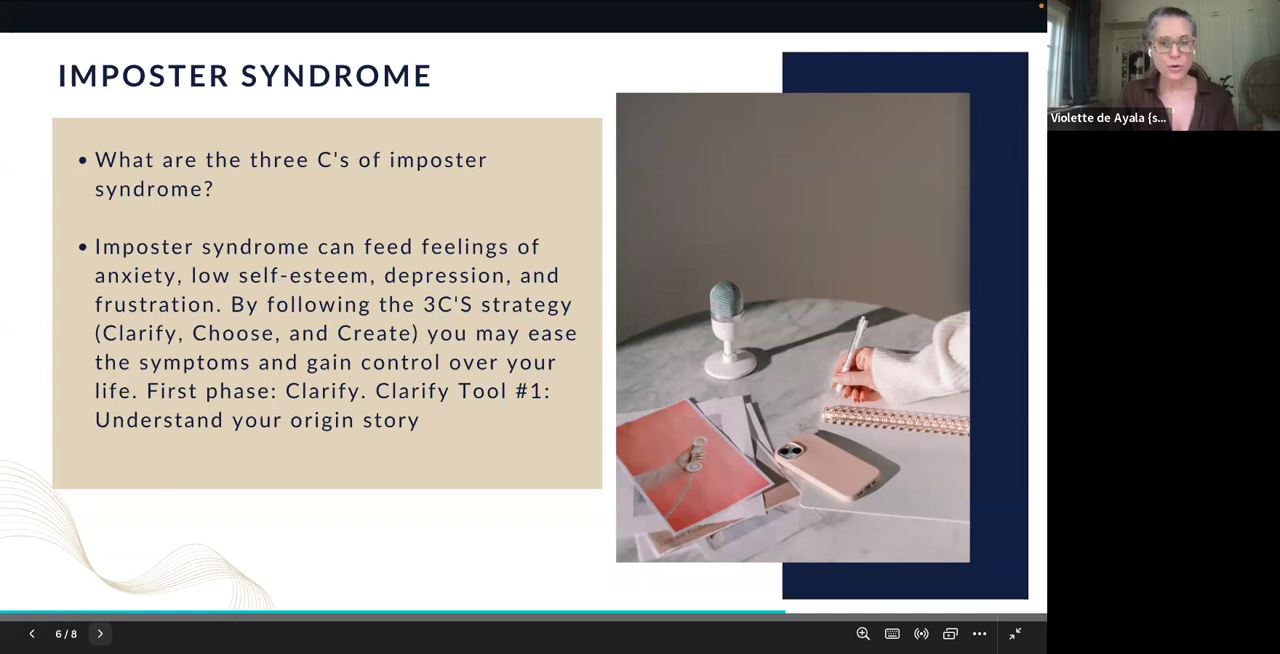 IMPOSTER SYNDROME
• What are the three C's of imposter
syndrome?
• Imposter syndrome can feed feelings of
anxiety, low self-esteem, depression, and
frustration. By following the 3C'S strategy
(Clarify, Choose, and Create) you may ease
the symptoms and gain control over your
life. First phase: Clarify. Clarify Tool #1:
Understand your origin story
Violette de Ayala {s...
6 / 8